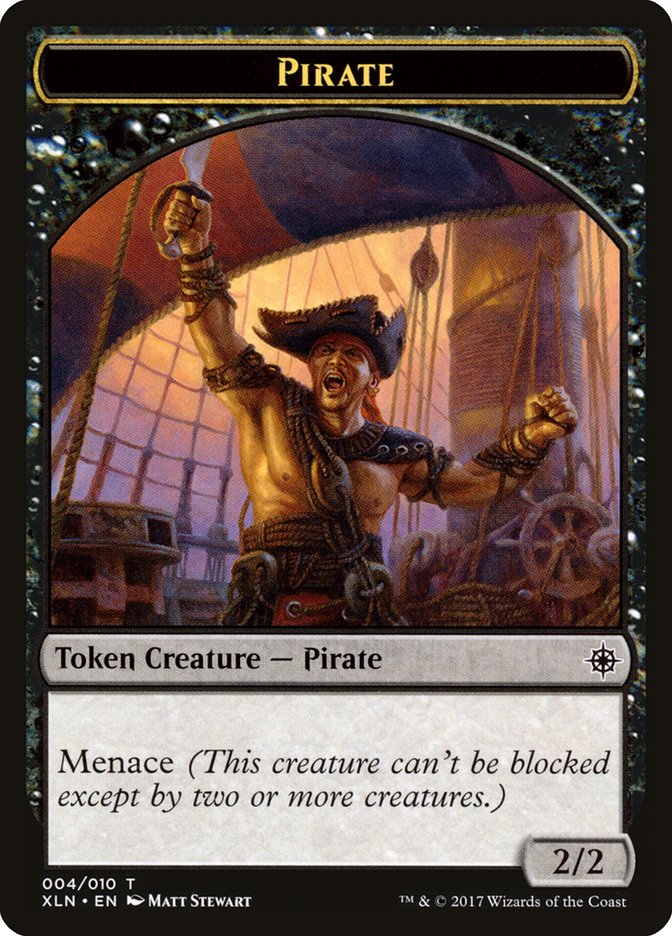 PIRATE
Token Creature — Pirate
Menace (This creature can't be blocked
except by two or more creatures.)
2/2
004/010 T
XLN • EN MATT STEWART
™ & © 2017 Wizards of the Coast